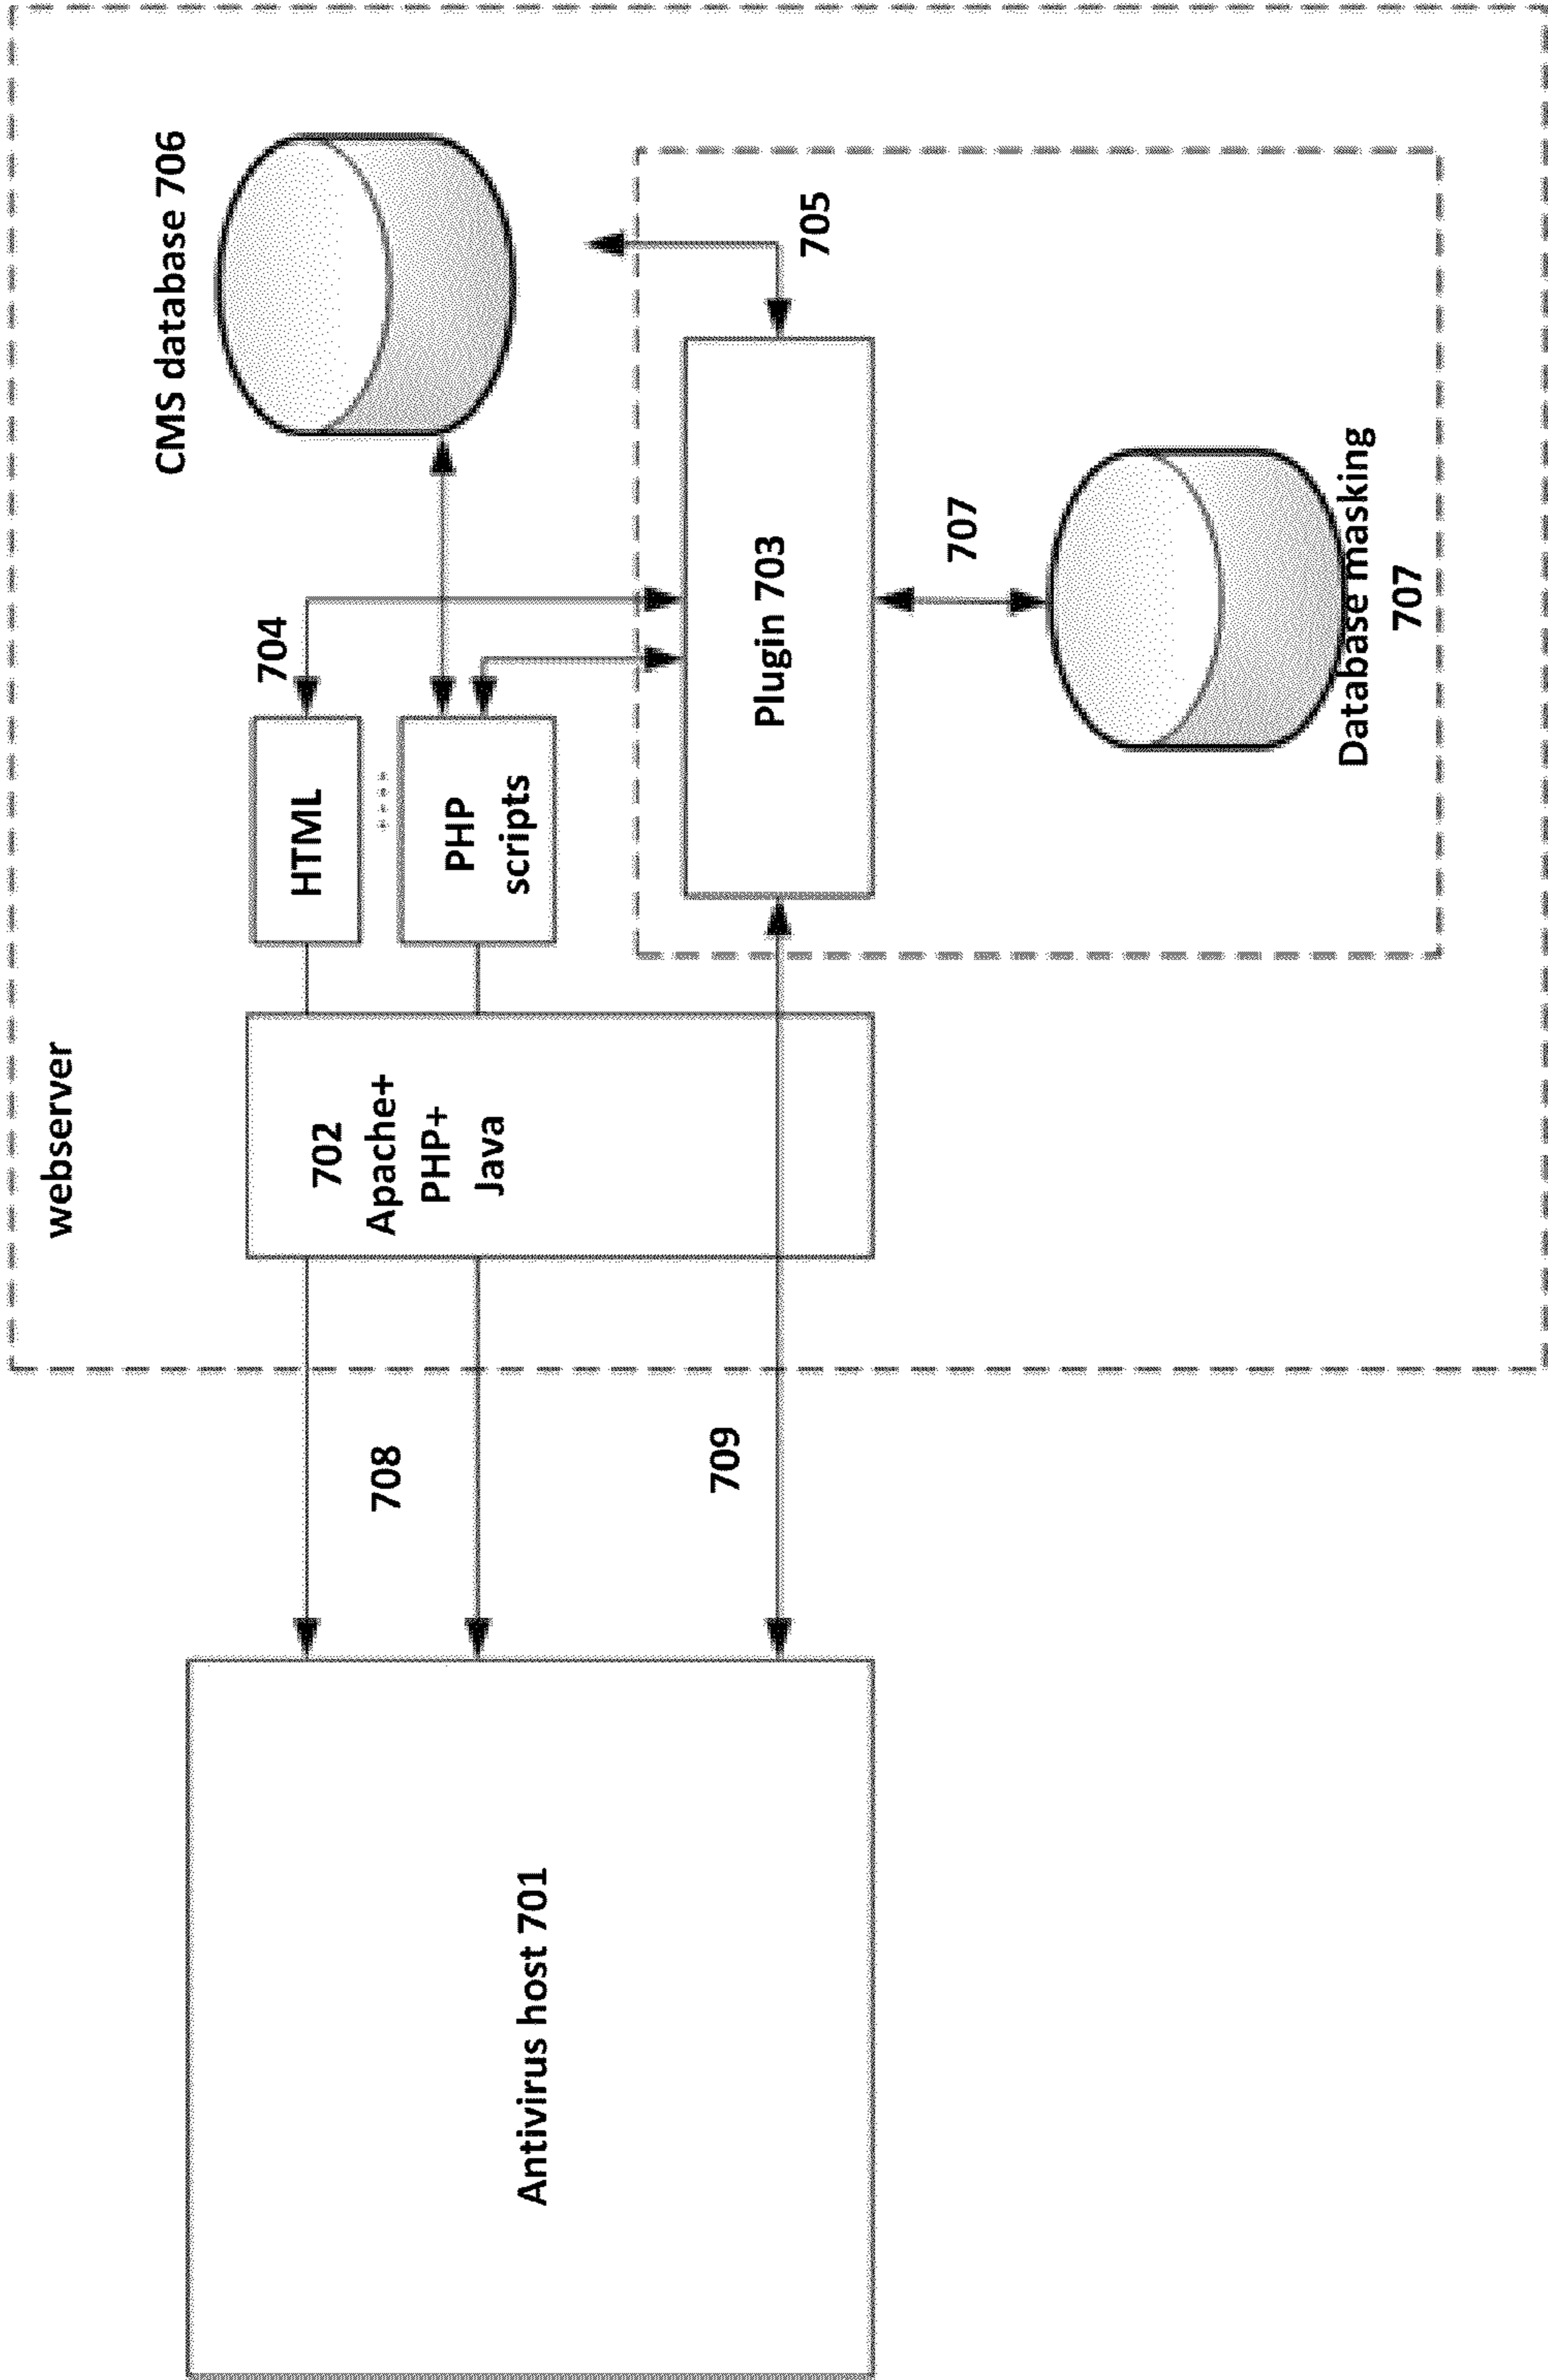 webserver
CMS database 706
704
HTML
PHP
scripts
702
Apache+
PHP+
Java
708
709
Antivirus host 701
Plugin 703
705
707
Database masking
707